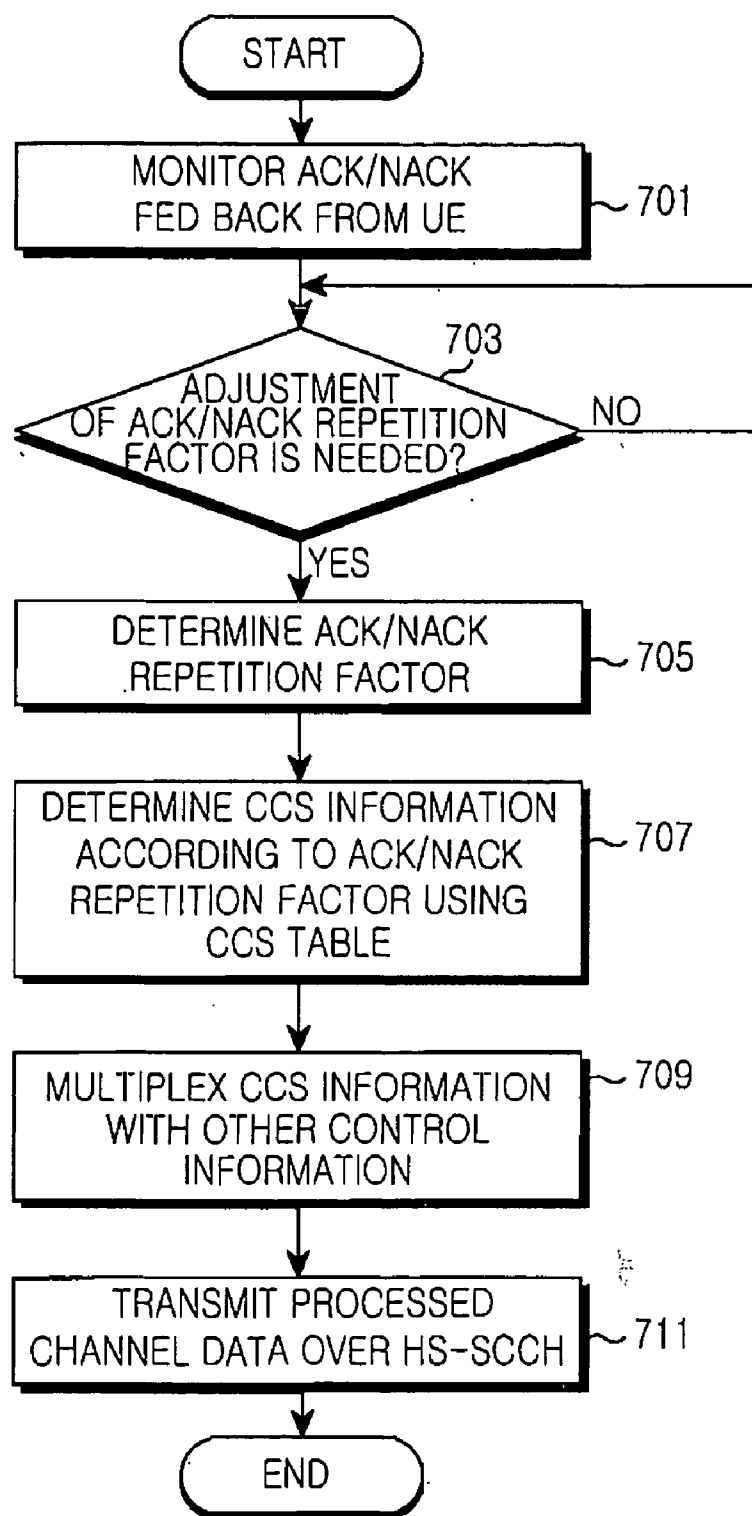 START
MONITOR ACK/NACK
FED BACK FROM UE
701
703
ADJUSTMENT
OF ACK/NACK REPETITION
FACTOR IS NEEDED?
NO
YES
DETERMINE ACK/NACK
REPETITION FACTOR
705
DETERMINE CCS INFORMATION
ACCORDING TO ACK/NACK
REPETITION FACTOR USING
CCS TABLE
707
MULTIPLEX CCS INFORMATION
WITH OTHER CONTROL
INFORMATION
709
TRANSMIT PROCESSED
CHANNEL DATA OVER HS-SCCH
711
END